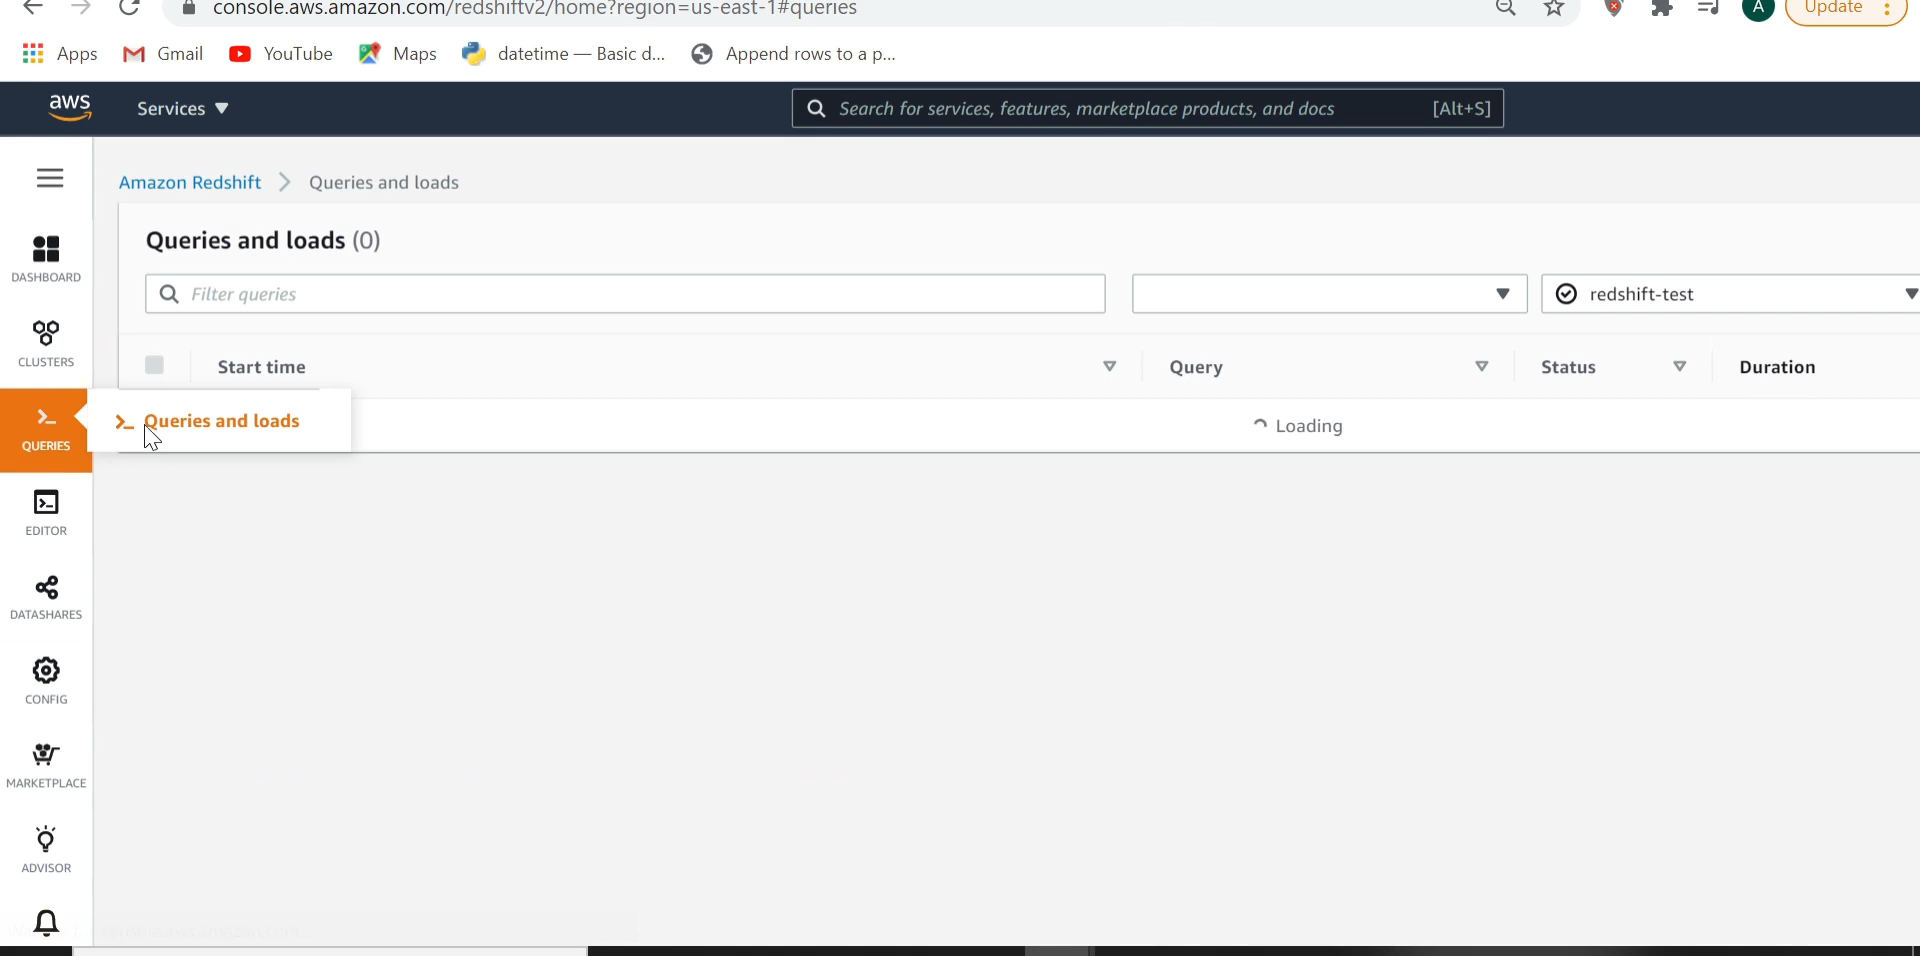 console.aws.amazon.com/redshiftv2/home?region=us-east-1#queries
A
Update
Apps
Gmail
YouTube
Maps
datetime — Basic d...
Append rows to a p...
aws
Services
Search for services, features, marketplace products, and docs
[Alt+S]
Amazon Redshift
Queries and loads
Queries and loads (0)
DASHBOARD
Filter queries
redshift-test
CLUSTERS
Start time
Query
Status
Duration
QUERIES
Queries and loads
Loading
EDITOR
DATASHARES
CONFIG
MARKETPLACE
ADVISOR